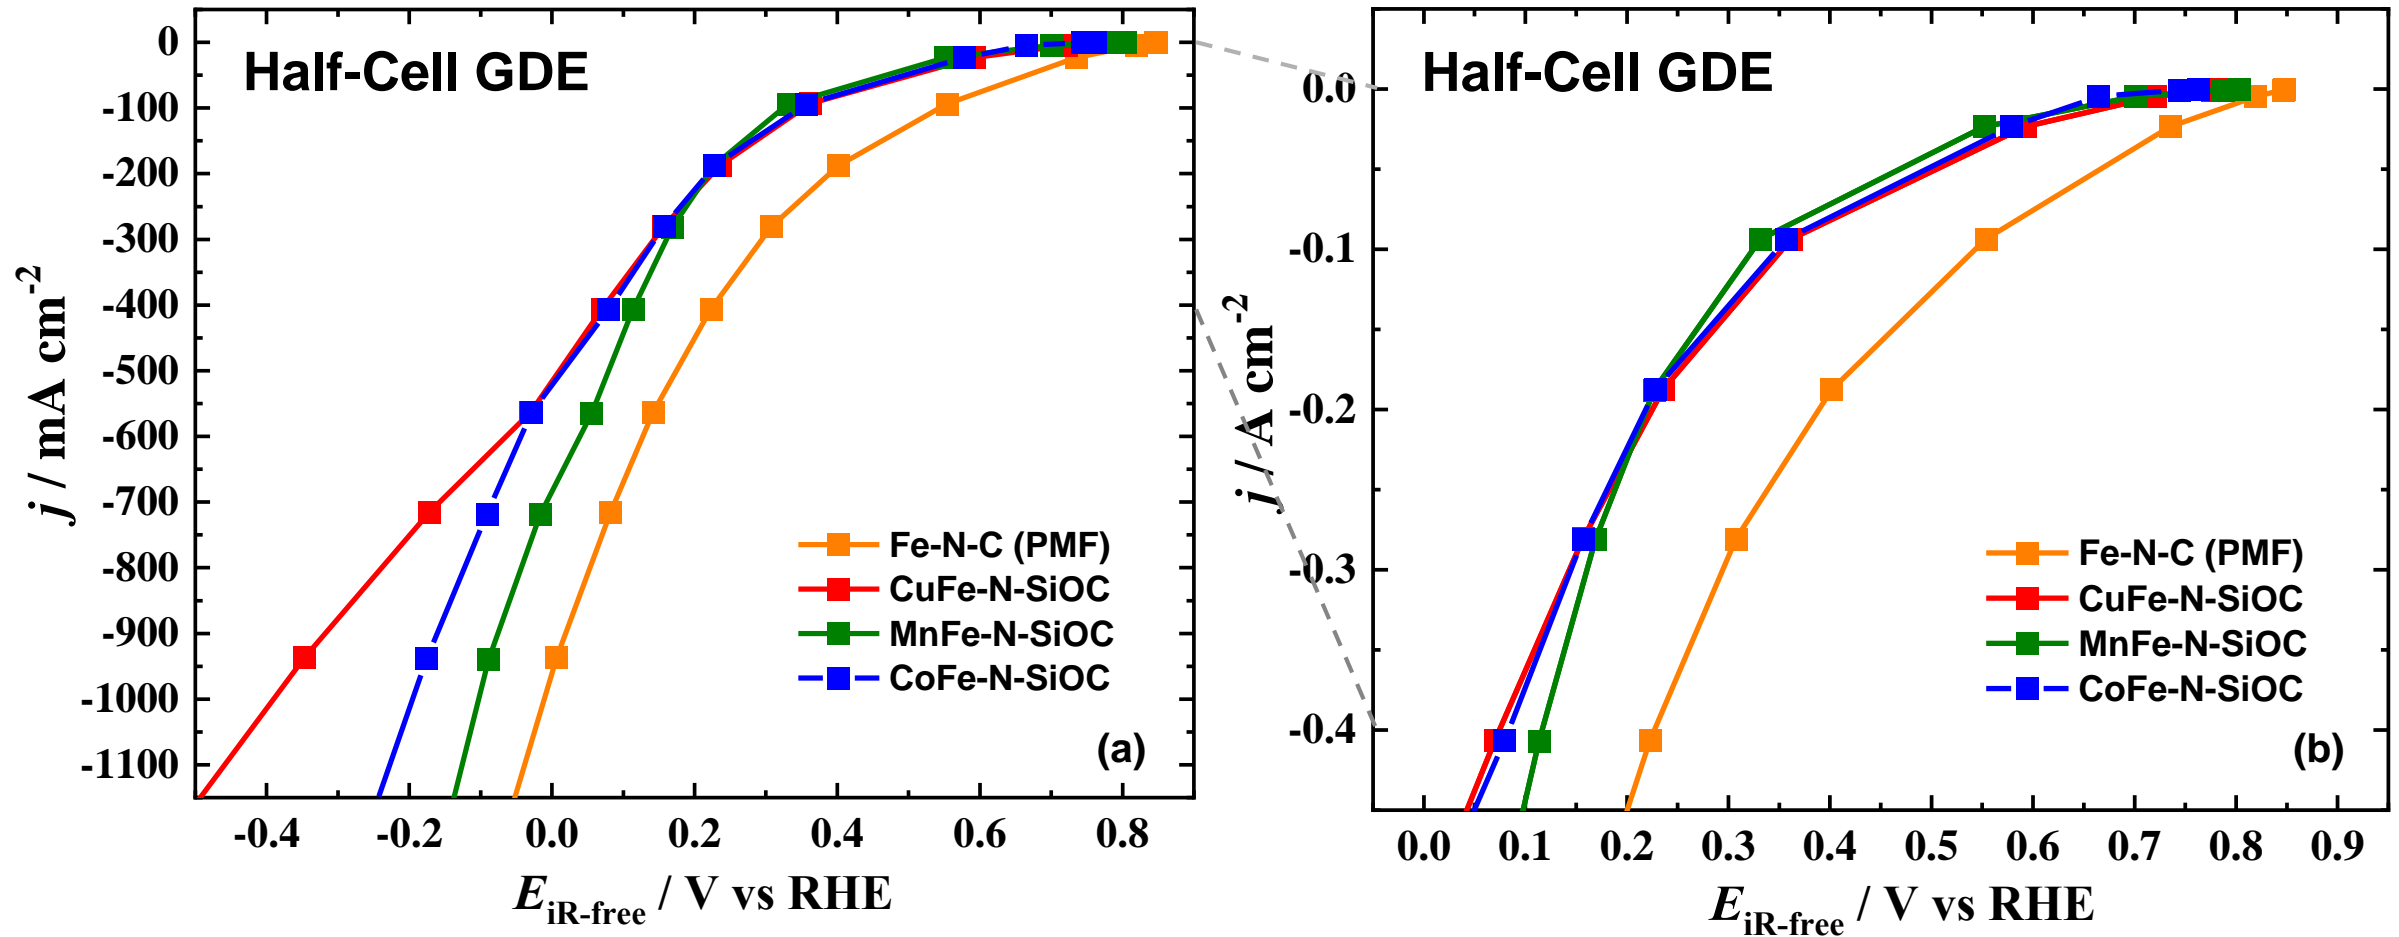 Half-Cell GDE
0
-100
-200
-300
-400
-500
-600
-700
-800
-900
-1000
-1100
j / mA cm-2
-0.4 -0.2 0.0 0.2 0.4 0.6 0.8
EiR-free / V vs RHE
Fe-N-C (PMF)
CuFe-N-SiOC
MnFe-N-SiOC
CoFe-N-SiOC
(a)
Half-Cell GDE
0.0
-0.1
-0.2
-0.3
-0.4
j / A cm-2
0.0 0.1 0.2 0.3 0.4 0.5 0.6 0.7 0.8 0.9
EiR-free / V vs RHE
Fe-N-C (PMF)
CuFe-N-SiOC
MnFe-N-SiOC
CoFe-N-SiOC
(b)